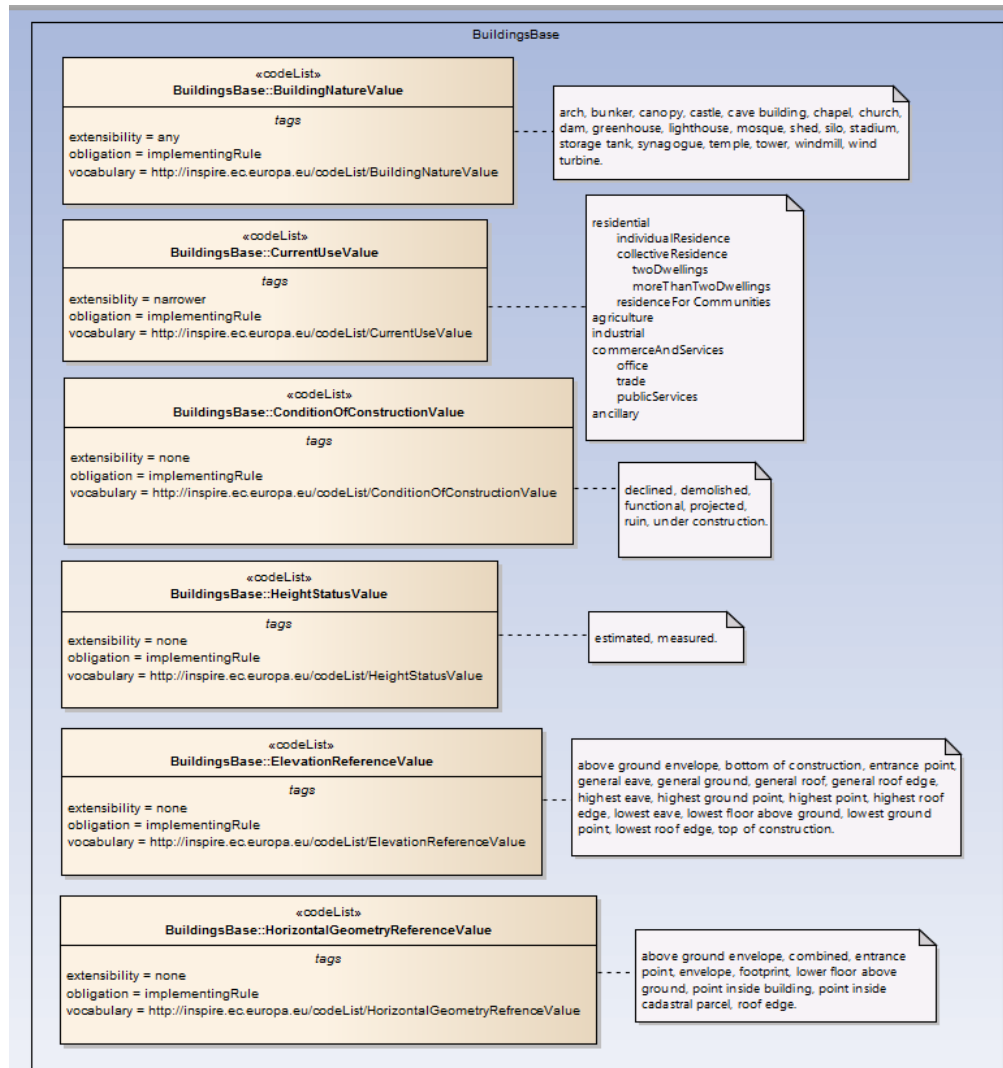 BuildingsBase
«codeList»
BuildingsBase::BuildingNatureValue
tags
extensibility = any
obligation = implementingRule
vocabulary = http://inspire.ec.europa.eu/codeList/BuildingNatureValue
arch, bunker, canopy, castle, cave building, chapel, church,
dam, greenhouse, lighthouse, mosque, shed, silo, stadium,
storage tank, synagogue, temple, tower, windmill, wind
turbine.
«codeList»
BuildingsBase::CurrentUseValue
tags
extensiblity = narrower
obligation = implementingRule
vocabulary = http://inspire.ec.europa.eu/codeList/CurrentUseValue
residential
individualResidence
collectiveResidence
twoDwellings
moreThanTwoDwellings
residenceFor Communities
agriculture
industrial
commerceAndServices
office
trade
publicServices
ancillary
«codeList»
BuildingsBase::ConditionOfConstructionValue
tags
extensibility = none
obligation = implementingRule
vocabulary = http://inspire.ec.europa.eu/codeList/ConditionOfConstructionValue
declined, demolished,
functional, projected,
ruin, under construction.
«codeList»
BuildingsBase::HeightStatusValue
tags
extensibility = none
obligation = implementingRule
vocabulary = http://inspire.ec.europa.eu/codeList/HeightStatusValue
estimated, measured.
«codeList»
BuildingsBase::ElevationReferenceValue
tags
extensibility = none
obligation = implementingRule
vocabulary = http://inspire.ec.europa.eu/codeList/ElevationReferenceValue
above ground envelope, bottom of construction, entrance point,
general eave, general ground, general roof, general roof edge,
highest eave, highest ground point, highest point, highest roof
edge, lowest eave, lowest floor above ground, lowest ground
point, lowest roof edge, top of construction.
«codeList»
BuildingsBase::HorizontalGeometryReferenceValue
tags
extensibility = none
obligation = implementingRule
vocabulary = http://inspire.ec.europa.eu/codeList/HorizontalGeometryRefrenceValue
above ground envelope, combined, entrance
point, envelope, footprint, lower floor above
ground, point inside building, point inside
cadastral parcel, roof edge.